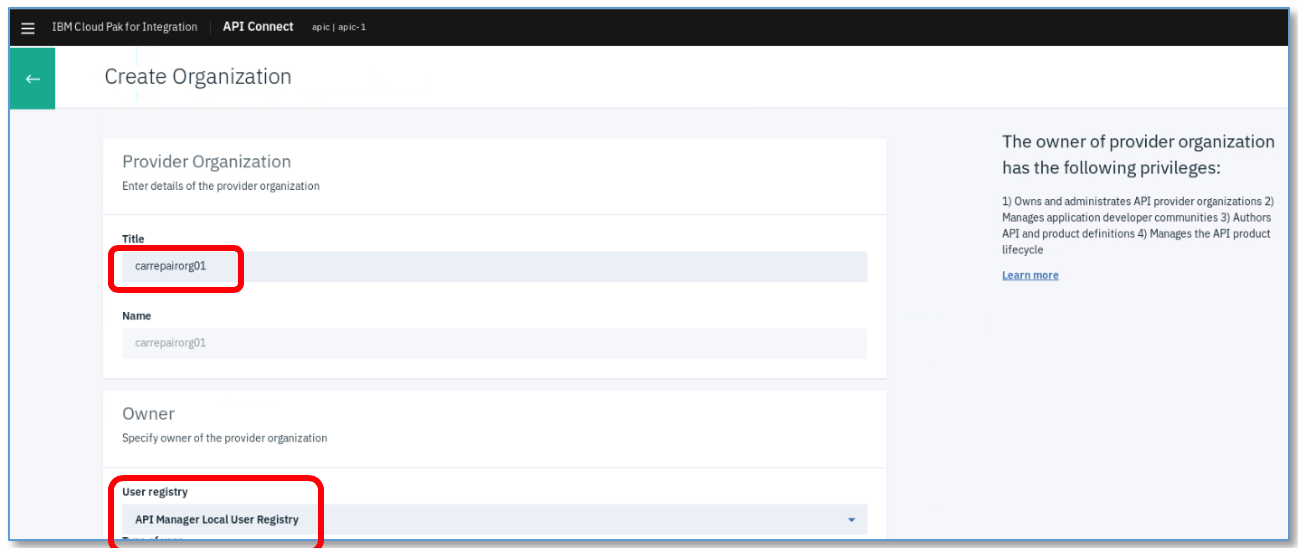 IBM Cloud Pak for Integration API Connect apic | apic-1
Create Organization
Provider Organization
Enter details of the provider organization
Title
carrepairorg01
Name
carrepairorg01
Owner
Specify owner of the provider organization
User registry
API Manager Local User Registry
The owner of provider organization
has the following privileges:
1) Owns and administrates API provider organizations 2)
Manages application developer communities 3) Authors
API and product definitions 4) Manages the API product
lifecycle
Learn more